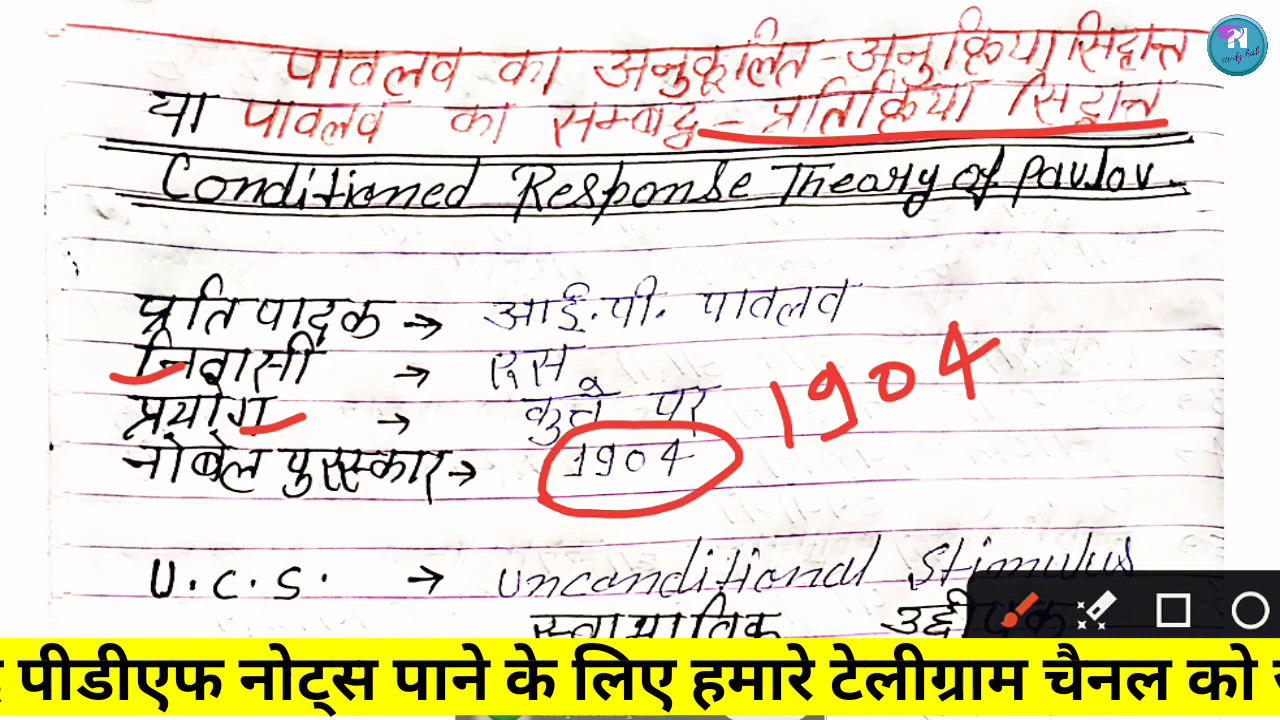 पावलव का अनुकूलित-अनुक्रिया सिद्धान्त
या पावलव का सम्बद्ध - प्रतिक्रिया सिद्धान्त
Conditioned Response Theory of Pavlov.
प्रतिपादक → आई.पी. पावलव
निवासी → रूस
प्रयोग → कुत्ते पर
1904
नोबेल पुरस्कार → 1904
U.C.S. → Unconditional Stimulus
स्वाभाविक उद्दीपक
पीडीएफ नोट्स पाने के लिए हमारे टेलीग्राम चैनल को